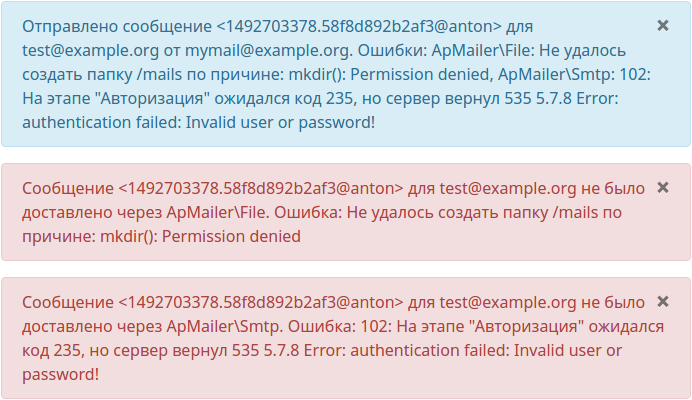 Отправлено сообщение <1492703378.58f8d892b2af3@anton> для
test@example.org от mymail@example.org. Ошибки: ApMailer\File: Не удалось
создать папку /mails по причине: mkdir(): Permission denied, ApMailer\Smtp: 102:
На этапе "Авторизация" ожидался код 235, но сервер вернул 535 5.7.8 Error:
authentication failed: Invalid user or password!
Сообщение <1492703378.58f8d892b2af3@anton> для test@example.org не было
доставлено через ApMailer\File. Ошибка: Не удалось создать папку /mails по
причине: mkdir(): Permission denied
Сообщение <1492703378.58f8d892b2af3@anton> для test@example.org не было
доставлено через ApMailer\Smtp. Ошибка: 102: На этапе "Авторизация" ожидался
код 235, но сервер вернул 535 5.7.8 Error: authentication failed: Invalid user or
password!